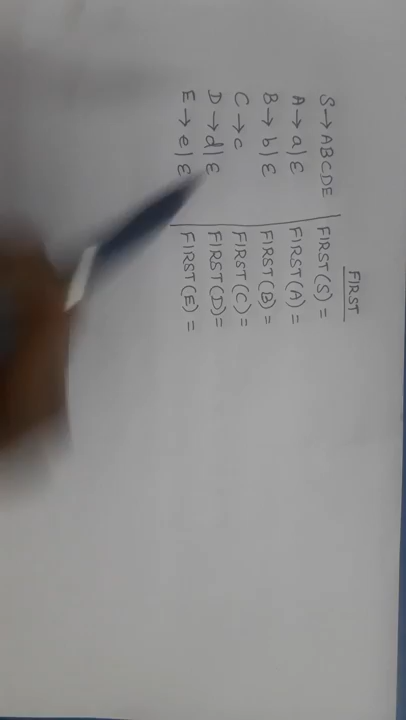 FIRST
S → ABCDE FIRST(S) =
A → a|ε FIRST(A) =
B → b|ε FIRST(B) =
C → c FIRST(C) =
D → d|ε FIRST(D) =
E → e|ε FIRST(E) =